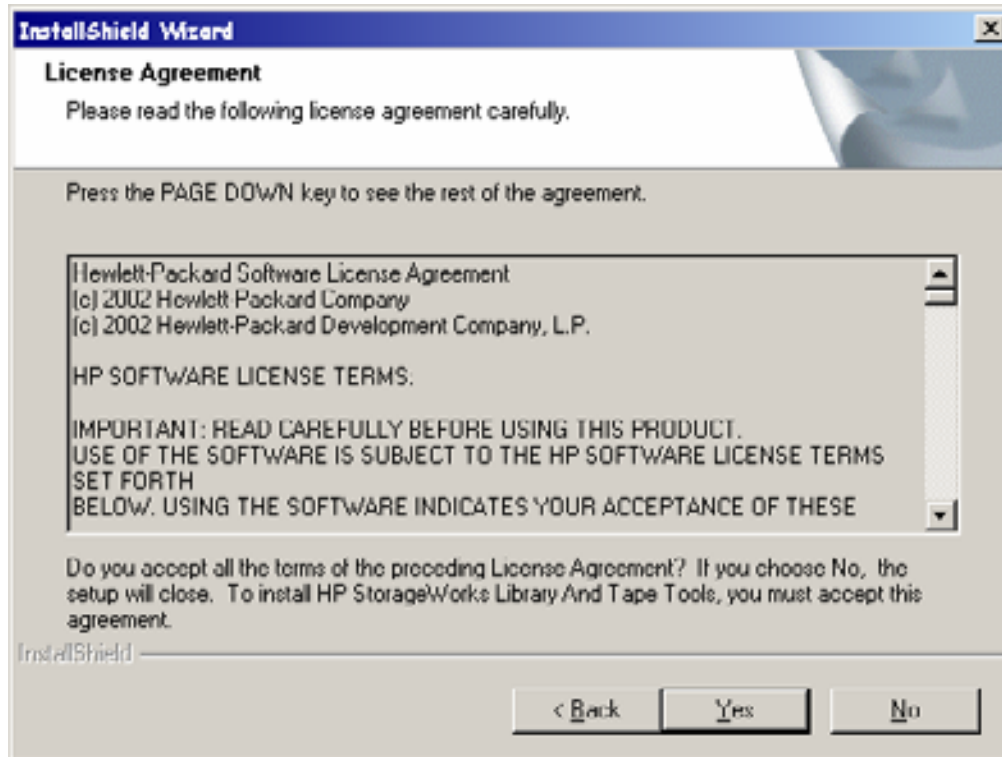 InstallShield Wizard
License Agreement
Please read the following license agreement carefully.
Press the PAGE DOWN key to see the rest of the agreement.
Hewlett-Packard Software License Agreement
(c) 2002 Hewlett-Packard Company
(c) 2002 Hewlett-Packard Development Company, L.P.
HP SOFTWARE LICENSE TERMS:
IMPORTANT: READ CAREFULLY BEFORE USING THIS PRODUCT.
USE OF THE SOFTWARE IS SUBJECT TO THE HP SOFTWARE LICENSE TERMS
SET FORTH
BELOW. USING THE SOFTWARE INDICATES YOUR ACCEPTANCE OF THESE
Do you accept all the terms of the preceding License Agreement?  If you choose No,  the
setup will close.  To install HP StorageWorks Library And Tape Tools, you must accept this
agreement.
InstallShield
< Back Yes No